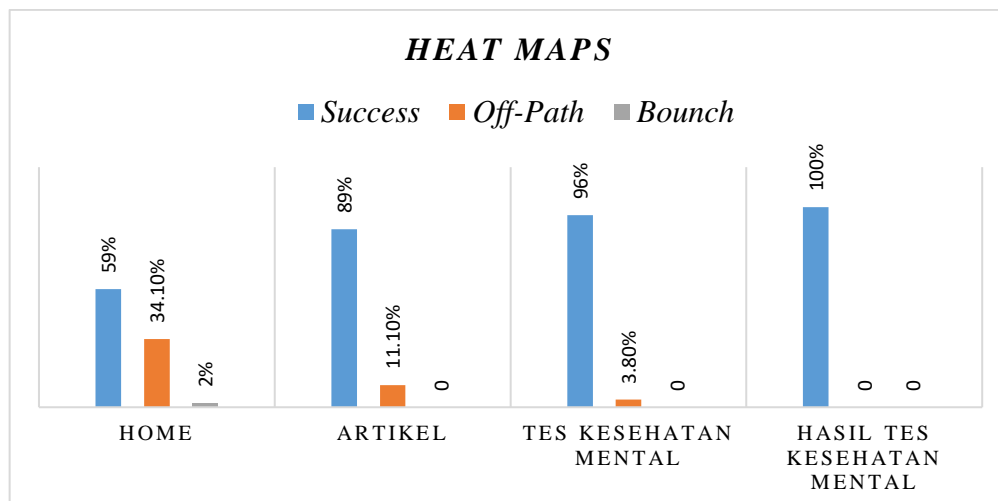 HEAT MAPS
Success Off-Path Bounch
59%
34.10%
2%
89%
11.10%
0
96%
3.80%
0
100%
0
0
HOME
ARTIKEL
TES KESEHATAN
MENTAL
HASIL TES
KESEHATAN
MENTAL